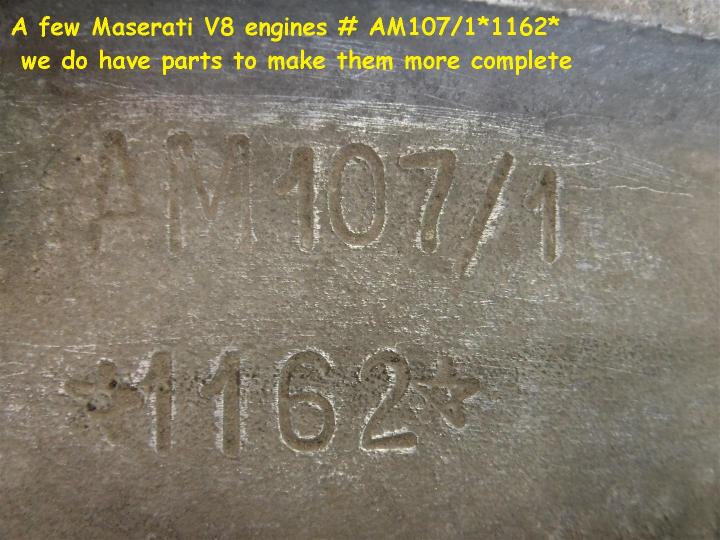 A few Maserati V8 engines # AM107/1*1162*
we do have parts to make them more complete
AM107/1
*1162*